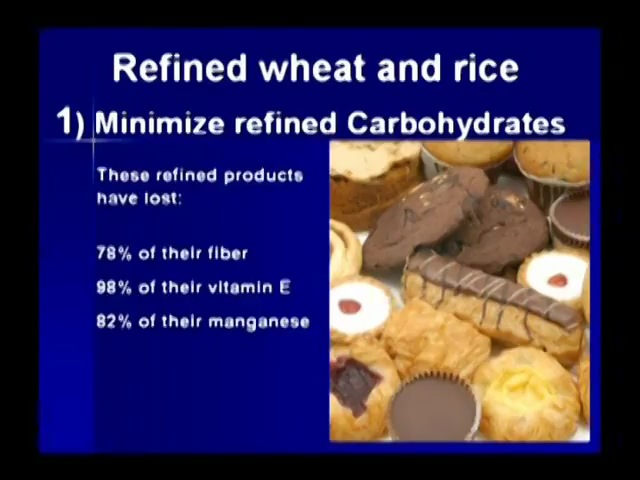 Refined wheat and rice
1) Minimize refined Carbohydrates
These refined products
have lost:
78% of their fiber
98% of their vitamin E
82% of their manganese